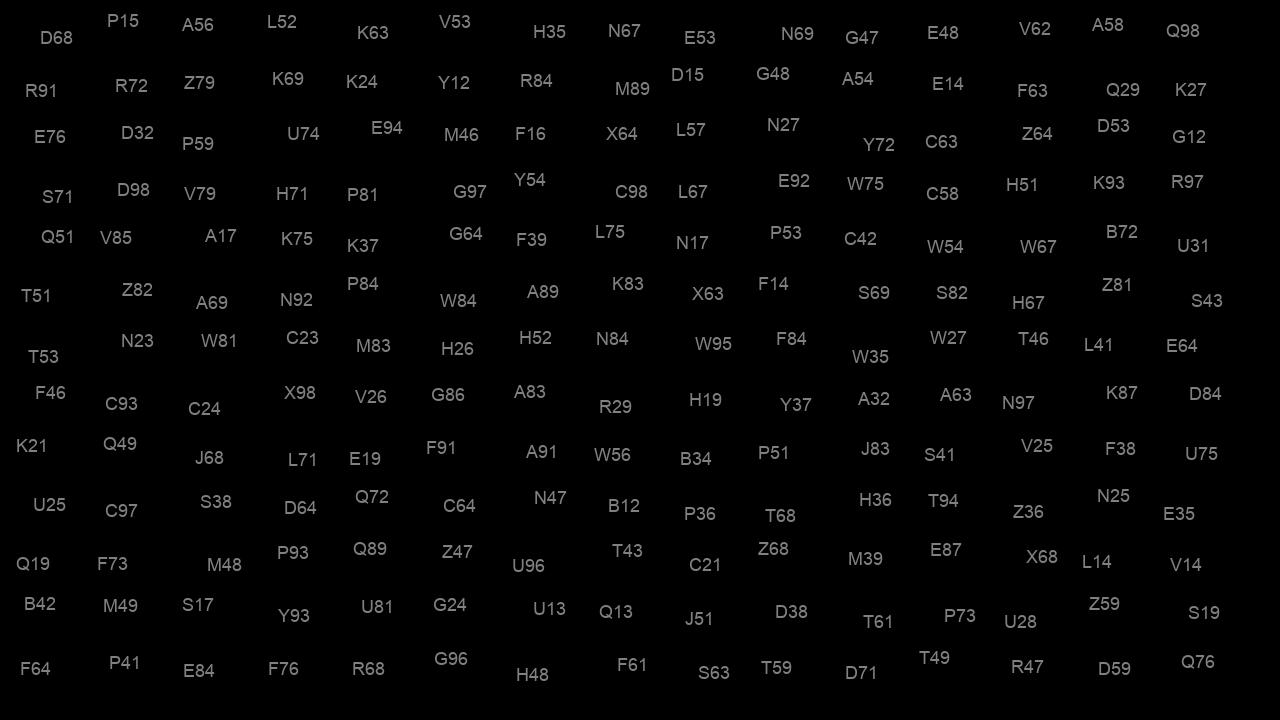 D68 P15 A56 L52 K63 V53 H35 N67 E53 N69 G47 E48 V62 A58 Q98
R91 R72 Z79 K69 K24 Y12 R84 M89 D15 G48 A54 E14 F63 Q29 K27
E76 D32 P59 U74 E94 M46 F16 X64 L57 N27 Y72 C63 Z64 D53 G12
S71 D98 V79 H71 P81 G97 Y54 C98 L67 E92 W75 C58 H51 K93 R97
Q51 V85 A17 K75 K37 G64 F39 L75 N17 P53 C42 W54 W67 B72 U31
T51 Z82 A69 N92 P84 W84 A89 K83 X63 F14 S69 S82 H67 Z81 S43
T53 N23 W81 C23 M83 H26 H52 N84 W95 F84 W35 W27 T46 L41 E64
F46 C93 C24 X98 V26 G86 A83 R29 H19 Y37 A32 A63 N97 K87 D84
K21 Q49 J68 L71 E19 F91 A91 W56 B34 P51 J83 S41 V25 F38 U75
U25 C97 S38 D64 Q72 C64 N47 B12 P36 T68 H36 T94 Z36 N25 E35
Q19 F73 M48 P93 Q89 Z47 U96 T43 C21 Z68 M39 E87 X68 L14 V14
B42 M49 S17 Y93 U81 G24 U13 Q13 J51 D38 T61 P73 U28 Z59 S19
F64 P41 E84 F76 R68 G96 H48 F61 S63 T59 D71 T49 R47 D59 Q76